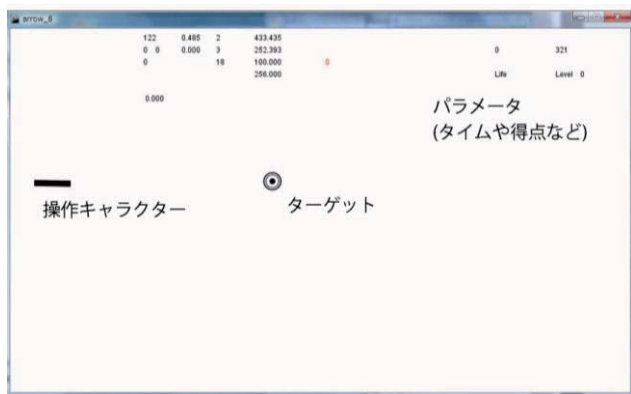 arrow_8
122 0.485 2 433.435
0 0 0.000 3 252.393 0 321
0 16 100.000 0
256.000 Life Level 0
0.000
パラメータ
(タイムや得点など)
操作キャラクター
ターゲット